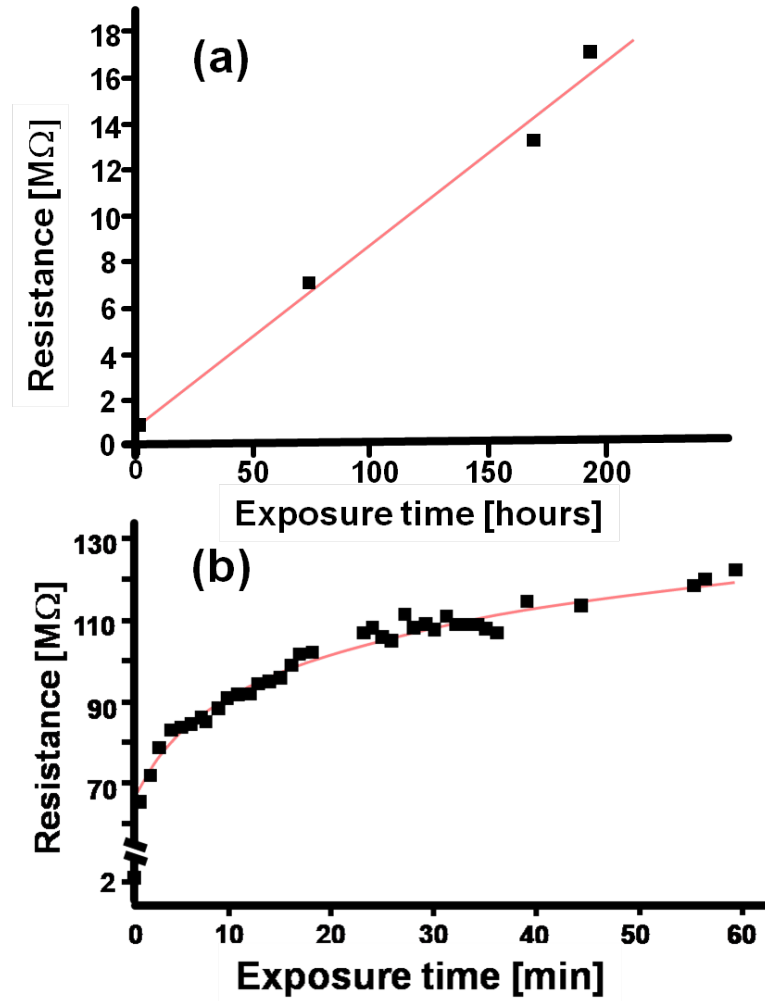 (a)
Resistance [MΩ]
18
16
14
12
10
8
6
4
2
0
0 50 100 150 200
Exposure time [hours]
(b)
Resistance [MΩ]
130
110
90
70
2
0 10 20 30 40 50 60
Exposure time [min]